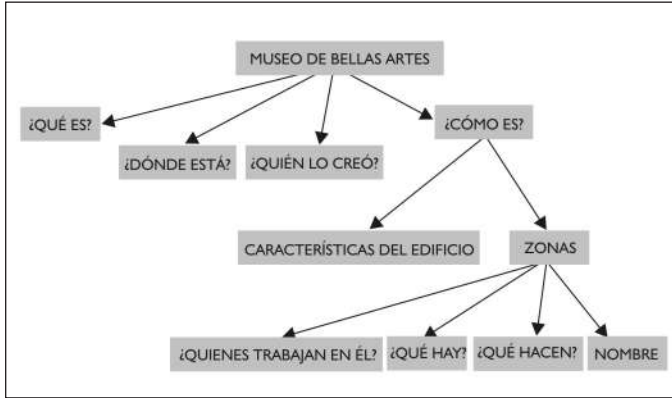 MUSEO DE BELLAS ARTES
¿QUÉ ES?
¿CÓMO ES?
¿DÓNDE ESTÁ?
¿QUIÉN LO CREÓ?
CARACTERÍSTICAS DEL EDIFICIO
ZONAS
¿QUIENES TRABAJAN EN ÉL?
¿QUÉ HAY?
¿QUÉ HACEN?
NOMBRE